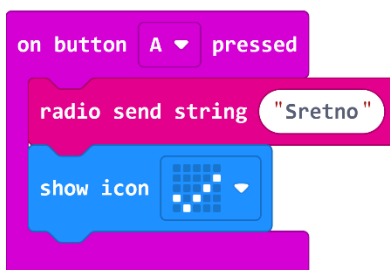 on button A pressed
radio send string "Sretno"
show icon